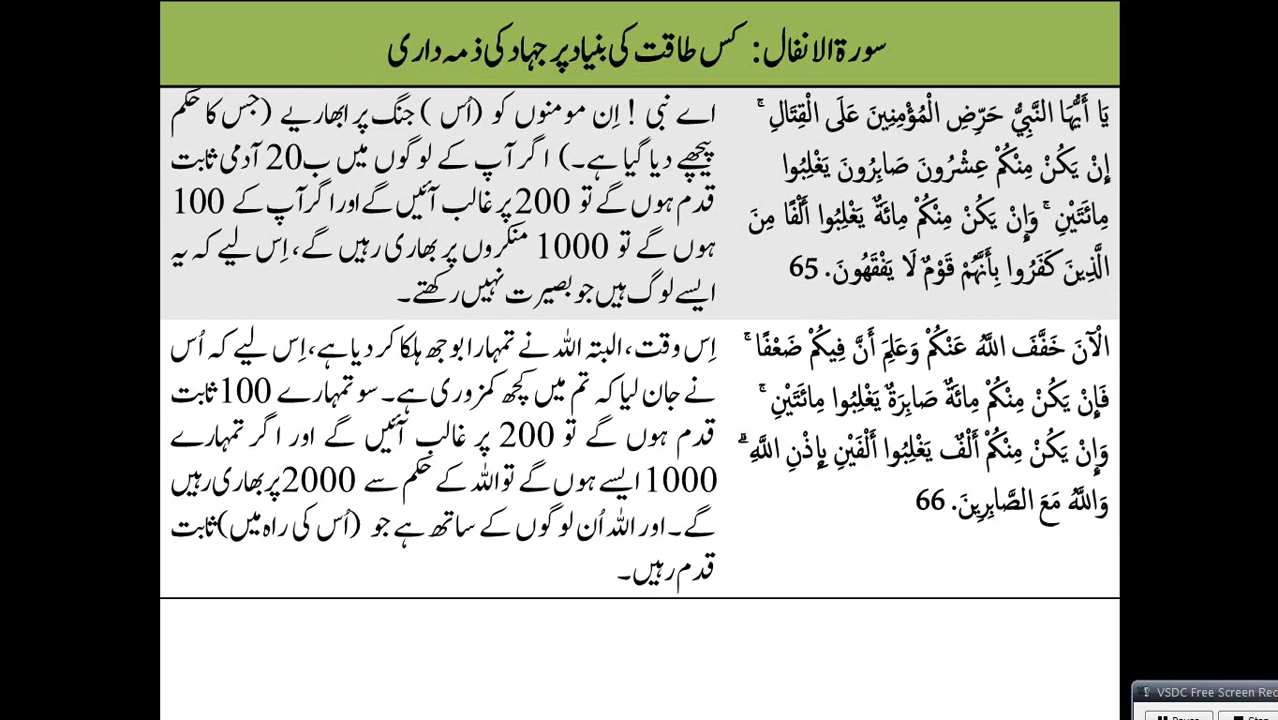 سورۃ الانفال: کس طاقت کی بنیاد پر جہاد کی ذمہ داری
يَا أَيُّهَا النَّبِيُّ حَرِّضِ الْمُؤْمِنِينَ عَلَى الْقِتَالِ ۚ
إِنْ يَكُنْ مِنْكُمْ عِشْرُونَ صَابِرُونَ يَغْلِبُوا
مِائَتَيْنِ ۚ وَإِنْ يَكُنْ مِنْكُمْ مِائَةٌ يَغْلِبُوا أَلْفًا مِنَ
الَّذِينَ كَفَرُوا بِأَنَّهُمْ قَوْمٌ لَا يَفْقَهُونَ. 65
اے نبی! اِن مومنوں کو (اُس) جنگ پر ابھاریے (جس کا حکم
پیچھے دیا گیا ہے۔) اگر آپ کے لوگوں میں ب20 آدمی ثابت
قدم ہوں گے تو 200 پر غالب آئیں گے اور اگر آپ کے 100
ہوں گے تو 1000 منکروں پر بھاری رہیں گے، اِس لیے کہ یہ
ایسے لوگ ہیں جو بصیرت نہیں رکھتے۔
الْآنَ خَفَّفَ اللَّهُ عَنْكُمْ وَعَلِمَ أَنَّ فِيكُمْ ضَعْفًا ۚ
فَإِنْ يَكُنْ مِنْكُمْ مِائَةٌ صَابِرَةٌ يَغْلِبُوا مِائَتَيْنِ ۚ
وَإِنْ يَكُنْ مِنْكُمْ أَلْفٌ يَغْلِبُوا أَلْفَيْنِ بِإِذْنِ اللَّهِ ۗ
وَاللَّهُ مَعَ الصَّابِرِينَ. 66
اِس وقت، البتہ اللہ نے تمہارا بوجھ ہلکا کر دیا ہے، اِس لیے کہ اُس
نے جان لیا کہ تم میں کچھ کمزوری ہے۔ سو تمہارے 100 ثابت
قدم ہوں گے تو 200 پر غالب آئیں گے اور اگر تمہارے
1000 ایسے ہوں گے تو اللہ کے حکم سے 2000 پر بھاری رہیں
گے۔ اور اللہ اُن لوگوں کے ساتھ ہے جو (اُس کی راہ میں) ثابت
قدم رہیں۔
VSDC Free Screen Rec
Pause Stop